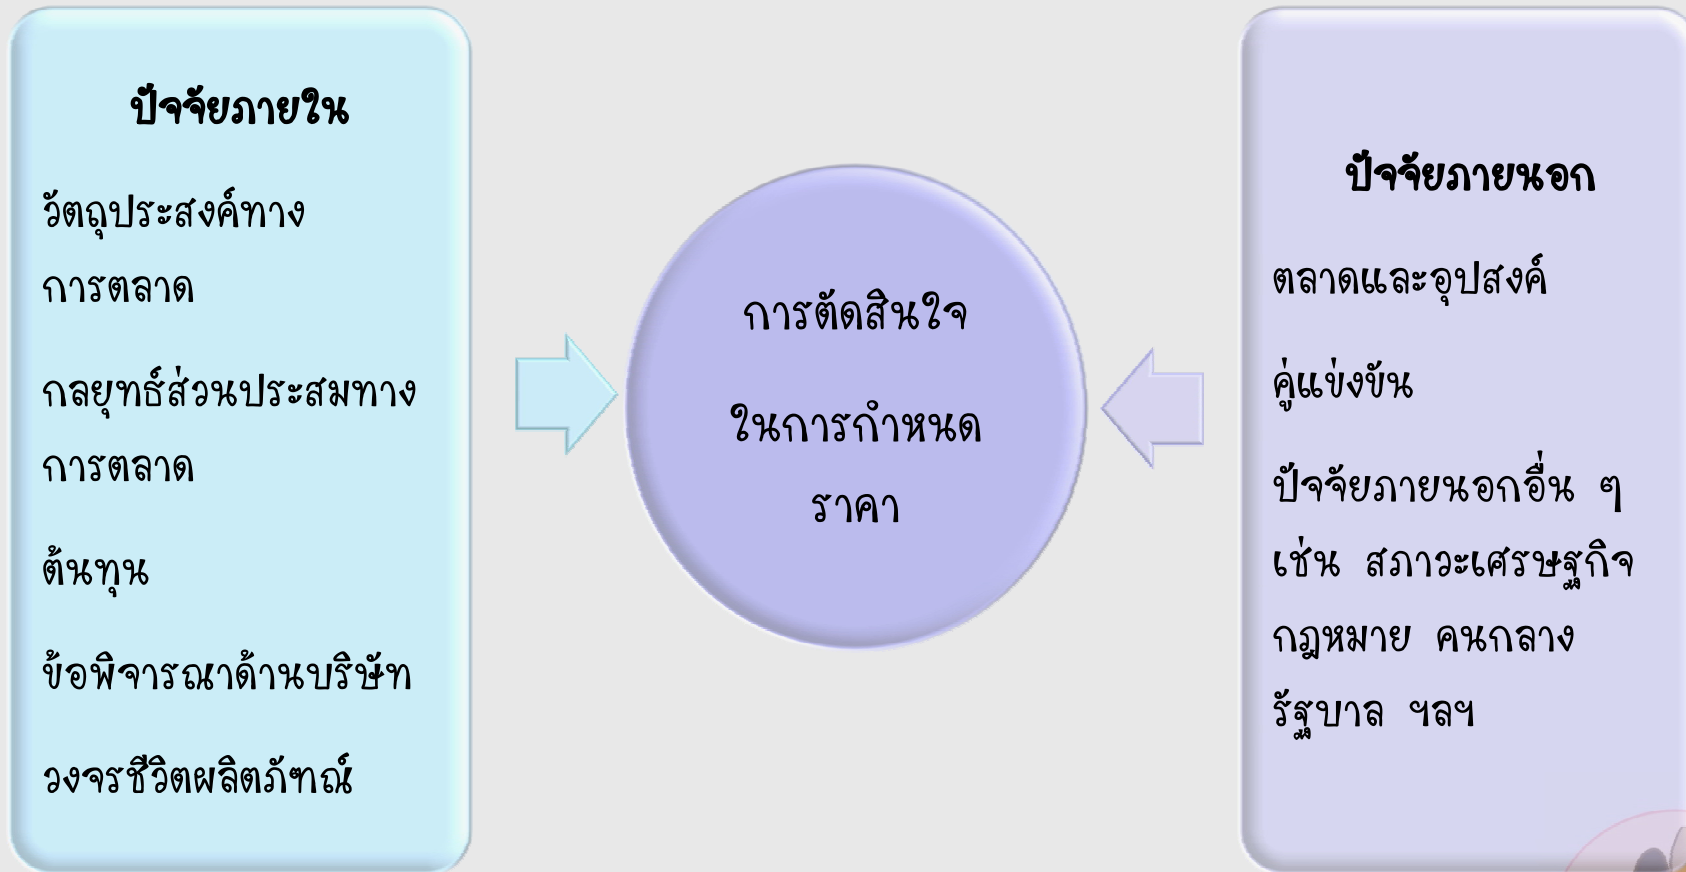 ปัจจัยภายใน
วัตถุประสงค์ทาง
การตลาด
กลยุทธ์ส่วนประสมทาง
การตลาด
ต้นทุน
ข้อพิจารณาด้านบริษัท
วงจรชีวิตผลิตภัฑณ์
การตัดสินใจ
ในการกำหนด
ราคา
ปัจจัยภายนอก
ตลาดและอุปสงค์
คู่แข่งขัน
ปัจจัยภายนอกอื่น ๆ
เช่น สภาวะเศรษฐกิจ
กฎหมาย คนกลาง
รัฐบาล ฯลฯ